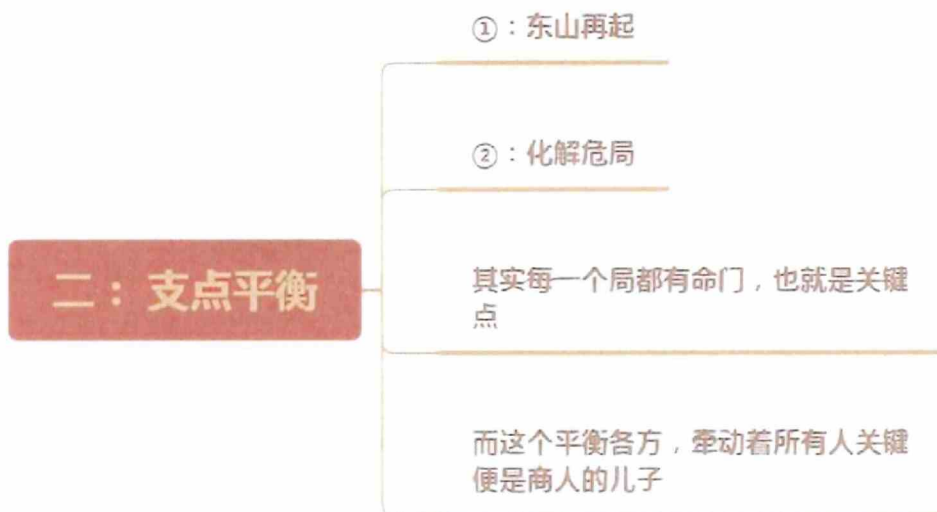 ①：东山再起
②：化解危局
二：支点平衡
其实每一个局都有命门，也就是关键
点
而这个平衡各方，牵动着所有人关键
便是商人的儿子